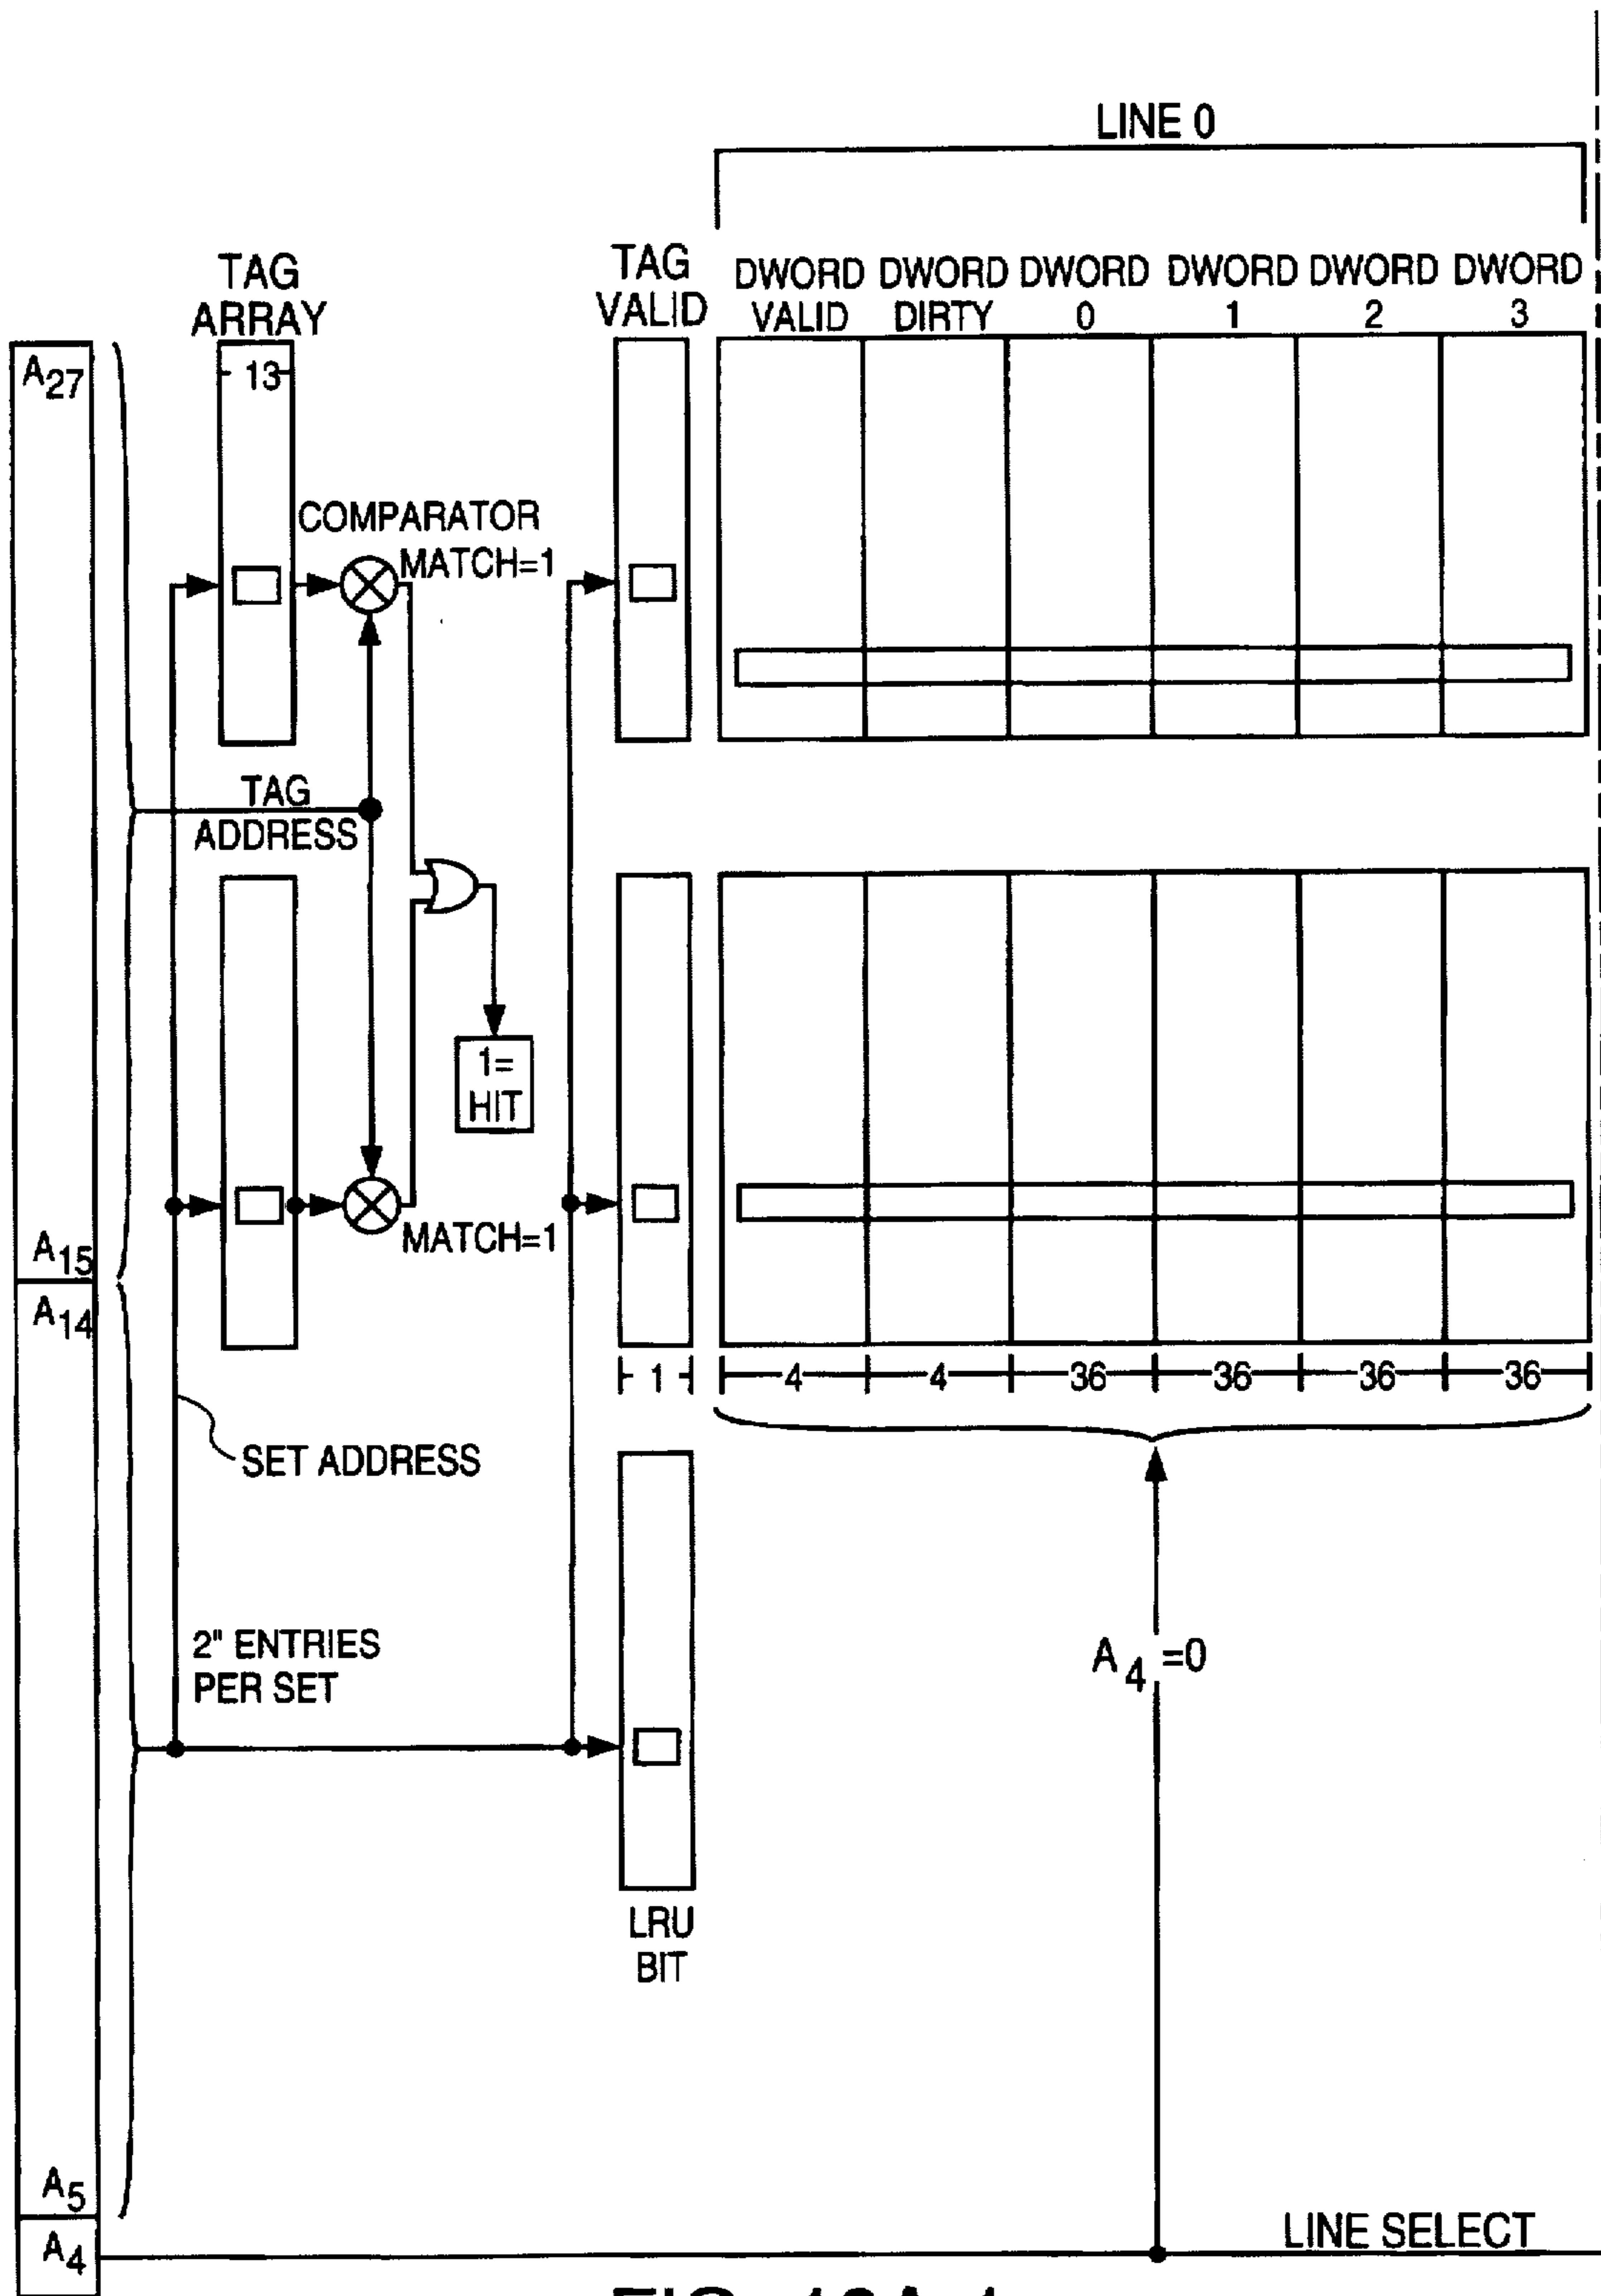 LINE 0
TAG
ARRAY
TAG
VALID
DWORD
VALID
DWORD
DIRTY
DWORD
0
DWORD
1
DWORD
2
DWORD
3
A27
13
COMPARATOR
MATCH=1
TAG
ADDRESS
1=
HIT
MATCH=1
A15
A14
1
4
4
36
36
36
36
SET ADDRESS
2" ENTRIES
PER SET
A4=0
LRU
BIT
A5
A4
LINE SELECT